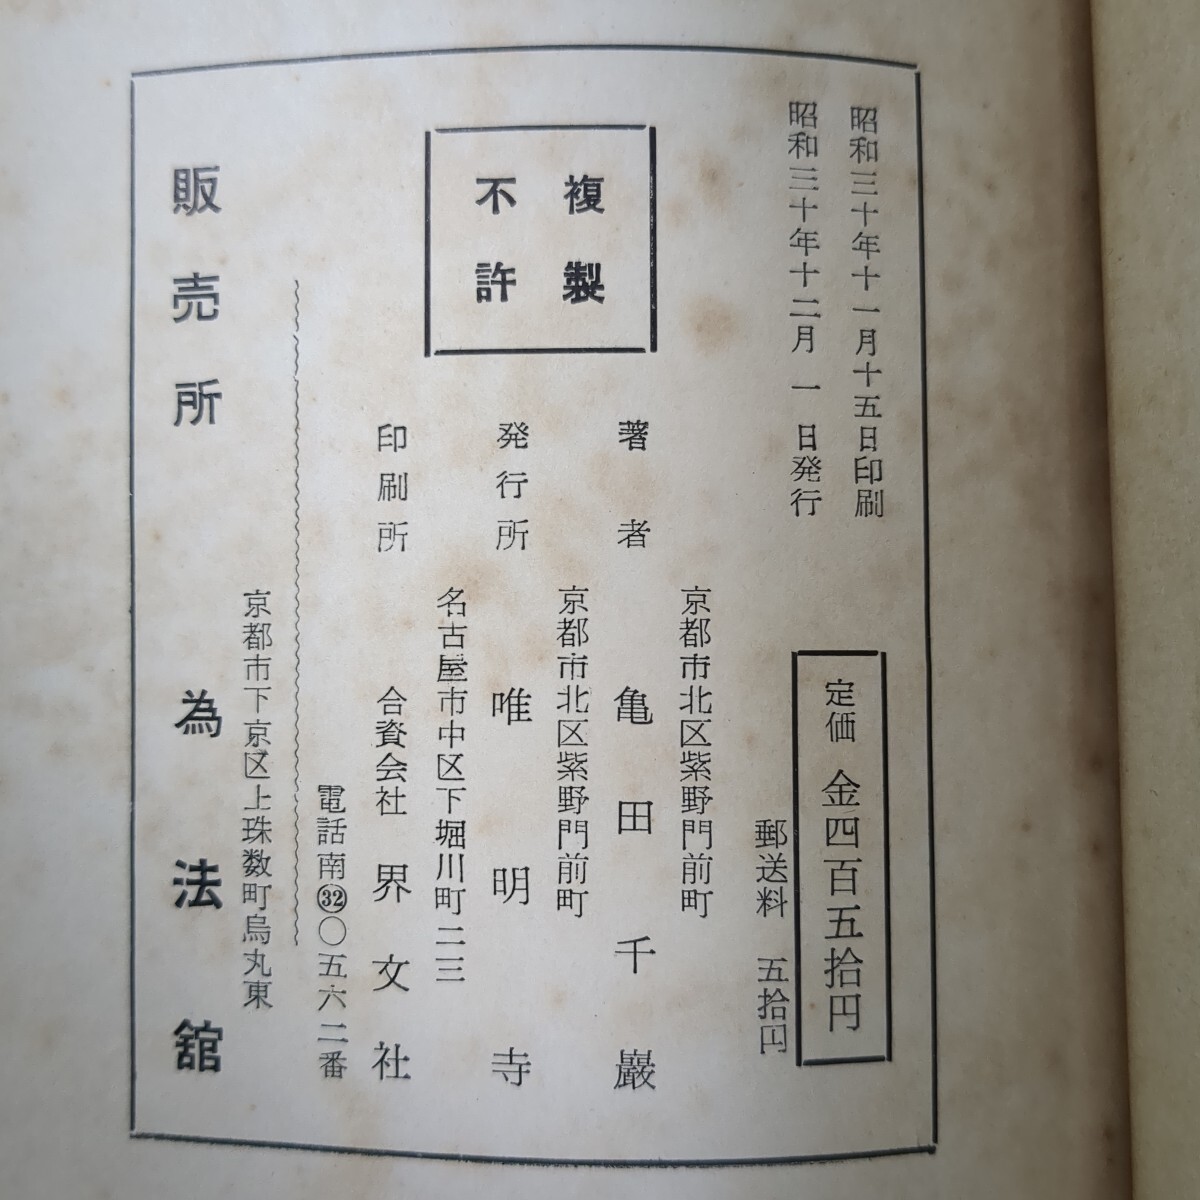 昭和三十年十一月十五日印刷
昭和三十年十二月一日発行
定価 金四百五拾円
郵送料 五拾円
複製
不許
京都市北区紫野門前町
著者 亀田千巖
京都市北区紫野門前町
発行所 唯明寺
名古屋市中区下堀川町二三
印刷所 合資会社 界文社
電話南㉜〇五六二番
京都市下京区上珠数町烏丸東
販売所 為法舘